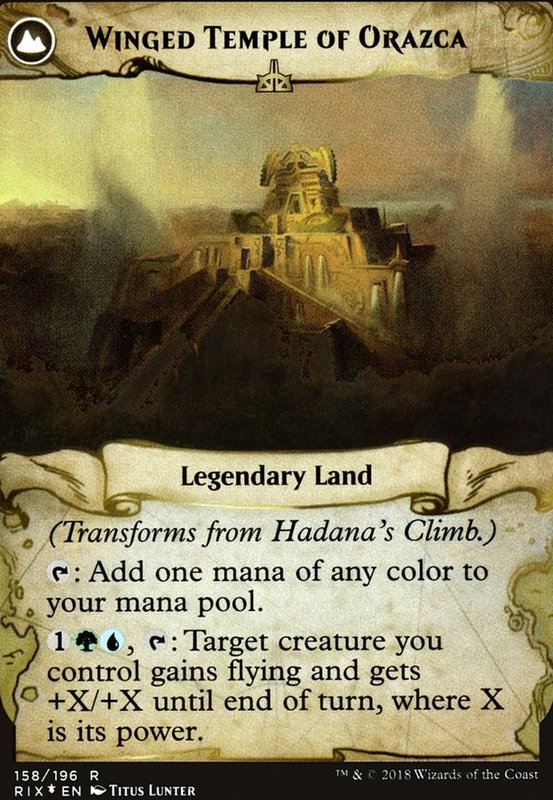 Winged Temple of Orazca
Legendary Land
(Transforms from Hadana's Climb.)
: Add one mana of any color to
your mana pool.
1 , : Target creature you
control gains flying and gets
+X/+X until end of turn, where X
is its power.
158/196 R
RIX★EN Titus Lunter
™ & © 2018 Wizards of the Coast